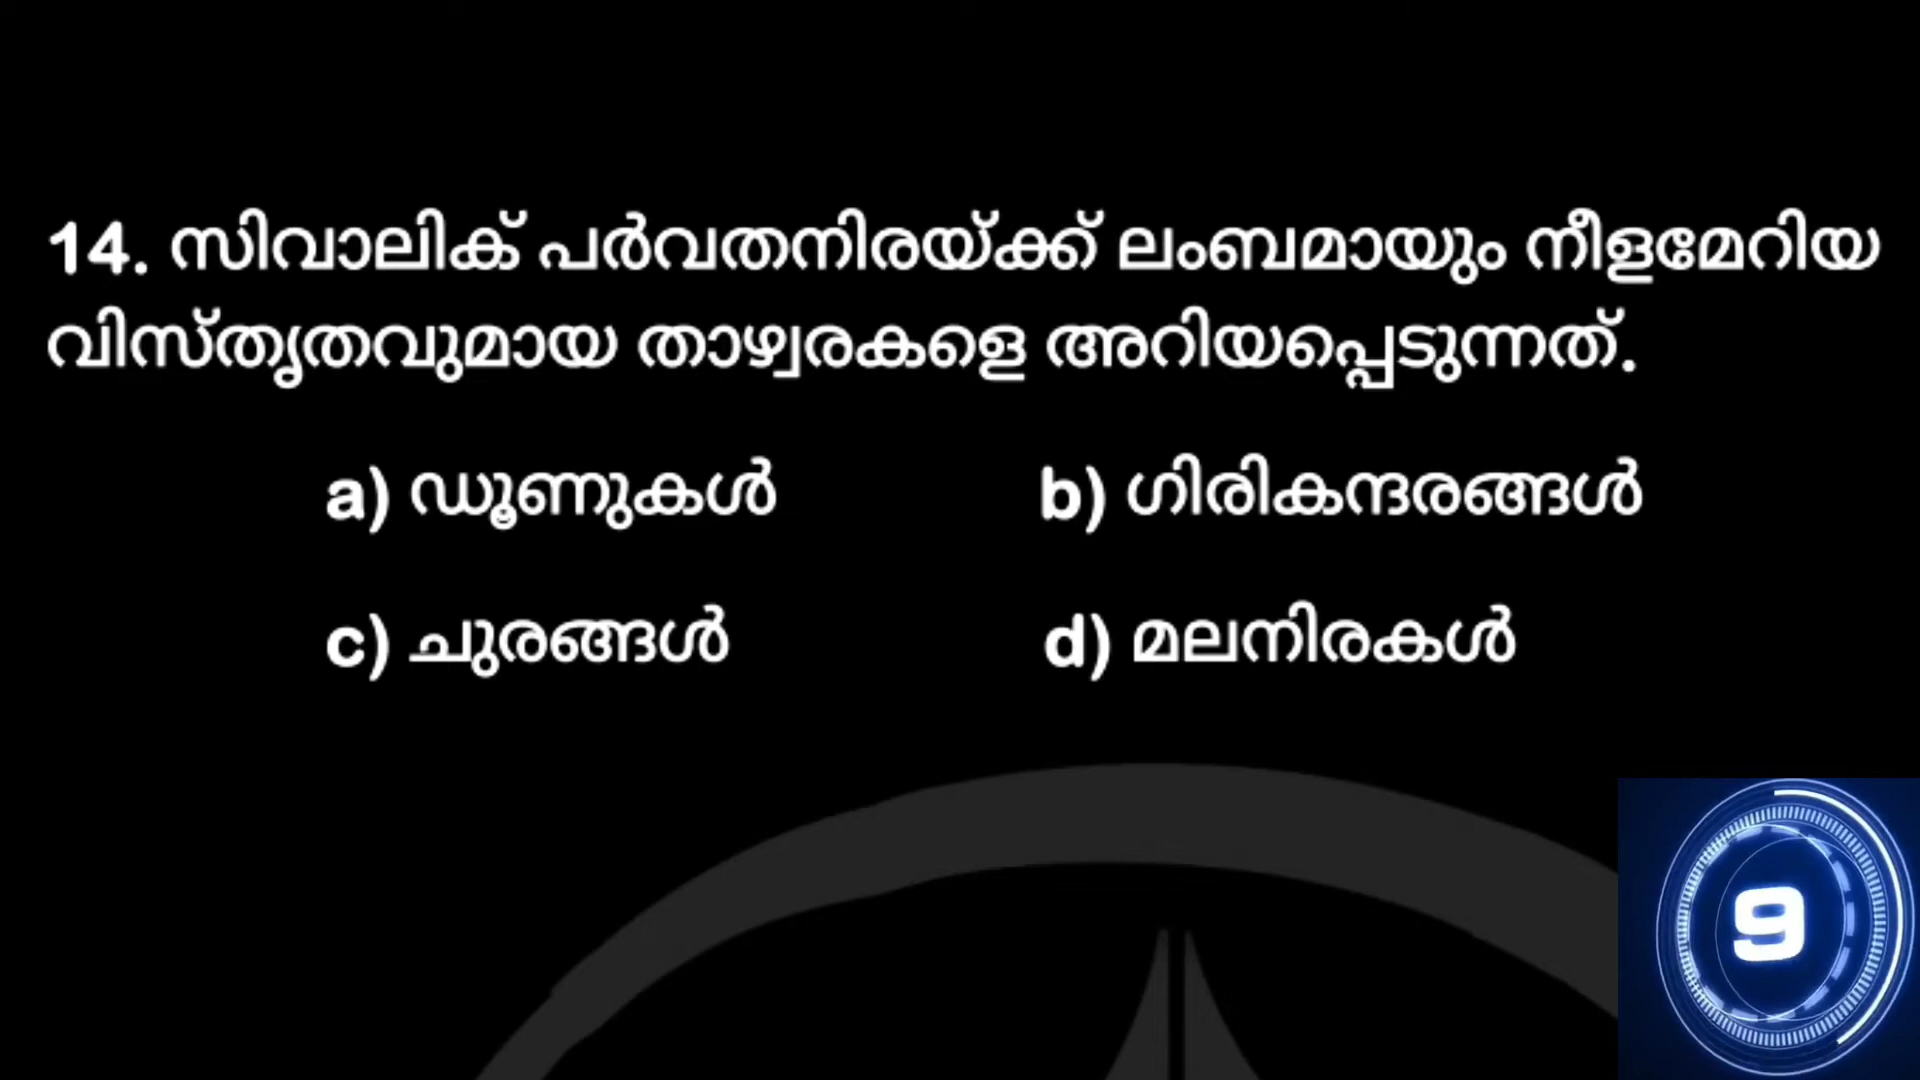 14. സിവാലിക് പർവതനിരയ്ക്ക് ലംബമായും നീളമേറിയ
വിസ്തൃതവുമായ താഴ്വരകളെ അറിയപ്പെടുന്നത്.
a) ഡൂണുകൾ b) ഗിരികന്ദരങ്ങൾ
c) ചുരങ്ങൾ d) മലനിരകൾ
9